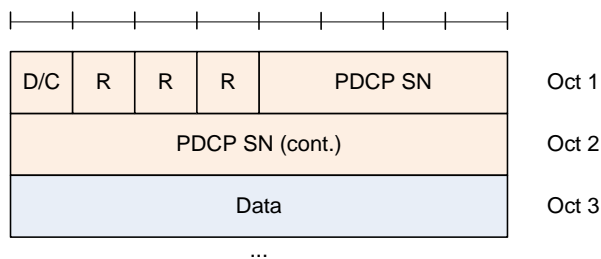 D/C R R R PDCP SN Oct 1
PDCP SN (cont.) Oct 2
Data Oct 3
...